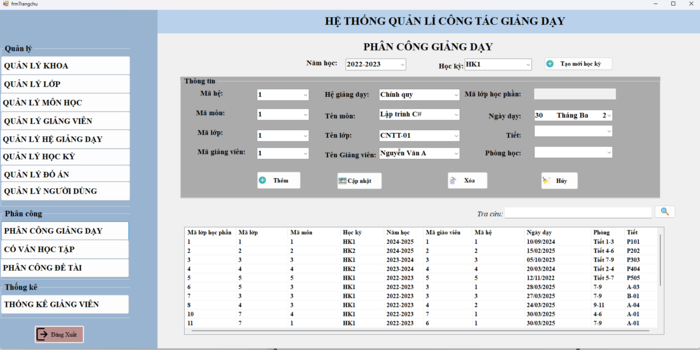 frmTrangchu
HỆ THỐNG QUẢN LÍ CÔNG TÁC GIẢNG DẠY
Quản lý
QUẢN LÝ KHOA
QUẢN LÝ LỚP
QUẢN LÝ MÔN HỌC
QUẢN LÝ GIẢNG VIÊN
QUẢN LÝ HỆ GIẢNG DẠY
QUẢN LÝ HỌC KỲ
QUẢN LÝ ĐỒ ÁN
QUẢN LÝ NGƯỜI DÙNG
Phân công
PHÂN CÔNG GIẢNG DẠY
CỐ VẤN HỌC TẬP
PHÂN CÔNG ĐỀ TÀI
Thống kê
THỐNG KÊ GIẢNG VIÊN
Đăng Xuất
PHÂN CÔNG GIẢNG DẠY
Năm học: 2022-2023 Học kỳ: HK1 Tạo mới học kỳ
Thông tin
Mã hệ: 1 Hệ giảng dạy: Chính quy Mã lớp học phần:
Mã môn: 1 Tên môn: Lập trình C# Ngày dạy: 30 Tháng Ba 2
Mã lớp: 1 Tên lớp: CNTT-01 Tiết:
Mã giảng viên: 1 Tên Giảng viên: Nguyễn Văn A Phòng học:
Thêm Cập nhật Xóa Hủy
Tra cứu:
Mã lớp học phần Mã lớp Mã môn Học kỳ Năm học Mã giáo viên Mã hệ Ngày dạy Phòng Tiết
1 1 1 HK1 2024-2025 1 1 10/09/2024 Tiết 1-3 P101
2 2 2 HK2 2024-2025 2 2 15/02/2025 Tiết 4-6 P202
3 3 3 HK1 2023-2024 3 3 05/10/2023 Tiết 7-9 P303
4 4 4 HK2 2023-2024 4 4 20/03/2024 Tiết 2-4 P404
5 5 5 HK1 2022-2023 5 5 12/11/2022 Tiết 5-7 P505
6 5 3 HK1 2022-2023 3 1 28/03/2025 7-9 A-03
7 3 3 HK1 2022-2023 3 3 27/03/2025 7-9 B-01
8 4 3 HK1 2022-2023 4 2 24/03/2025 9-11 A-04
10 7 4 HK1 2022-2023 7 1 30/03/2025 4-6 A-01
11 7 1 HK1 2022-2023 6 1 30/03/2025 7-9 A-01